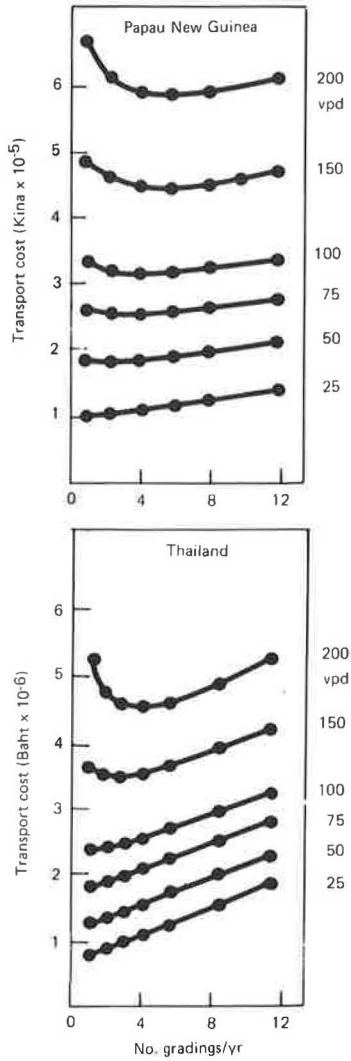 Papau New Guinea
Transport cost (Kina x 10⁻⁵)
6
5
4
3
2
1
0 4 8 12
200
vpd
150
100
75
50
25
Thailand
Transport cost (Baht x 10⁻⁶)
6
5
4
3
2
1
0 4 8 12
200
vpd
150
100
75
50
25
No. gradings/yr